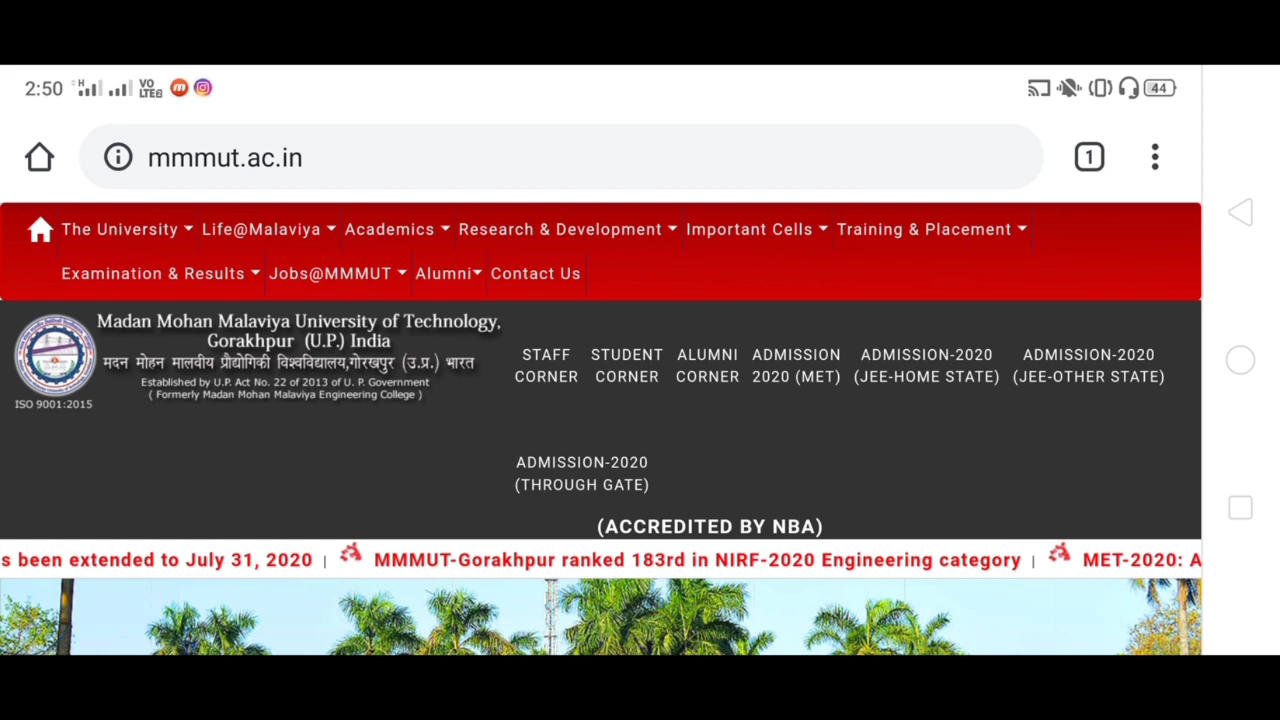 2:50 H VO LTE2 m 44
mmmut.ac.in 1
The University Life@Malaviya Academics Research & Development Important Cells Training & Placement
Examination & Results Jobs@MMMUT Alumni Contact Us
Madan Mohan Malaviya University of Technology,
Gorakhpur (U.P.) India
मदन मोहन मालवीय प्रौद्योगिकी विश्वविद्यालय,गोरखपुर (उ.प्र.) भारत
Established by U.P. Act No. 22 of 2013 of U. P. Government
( Formerly Madan Mohan Malaviya Engineering College )
ISO 9001:2015
STAFF CORNER
STUDENT CORNER
ALUMNI CORNER
ADMISSION 2020 (MET)
ADMISSION-2020 (JEE-HOME STATE)
ADMISSION-2020 (JEE-OTHER STATE)
ADMISSION-2020
(THROUGH GATE)
(ACCREDITED BY NBA)
s been extended to July 31, 2020 | MMMUT-Gorakhpur ranked 183rd in NIRF-2020 Engineering category | MET-2020: A